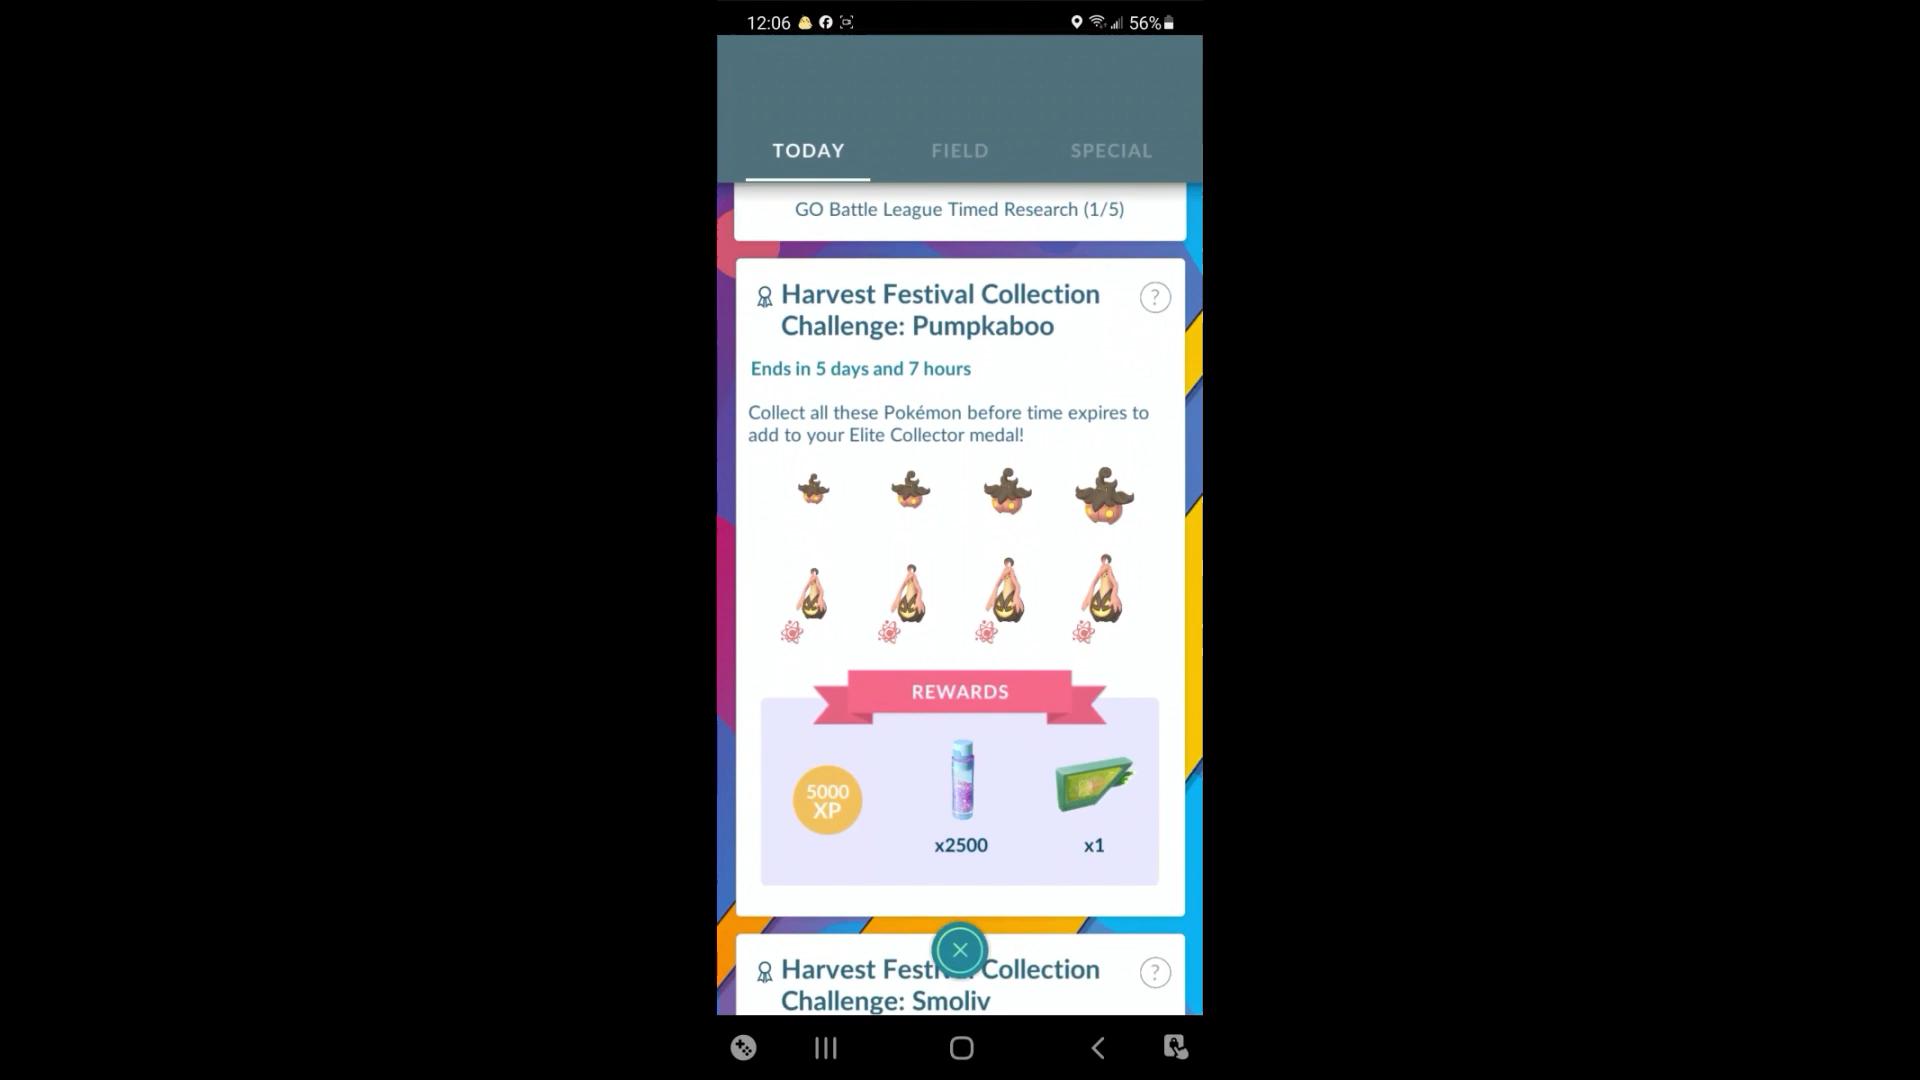 12:06
56%
TODAY FIELD SPECIAL
GO Battle League Timed Research (1/5)
Harvest Festival Collection
Challenge: Pumpkaboo
?
Ends in 5 days and 7 hours
Collect all these Pokémon before time expires to
add to your Elite Collector medal!
REWARDS
5000
XP
x2500
x1
Harvest Festival Collection
Challenge: Smoliv
?